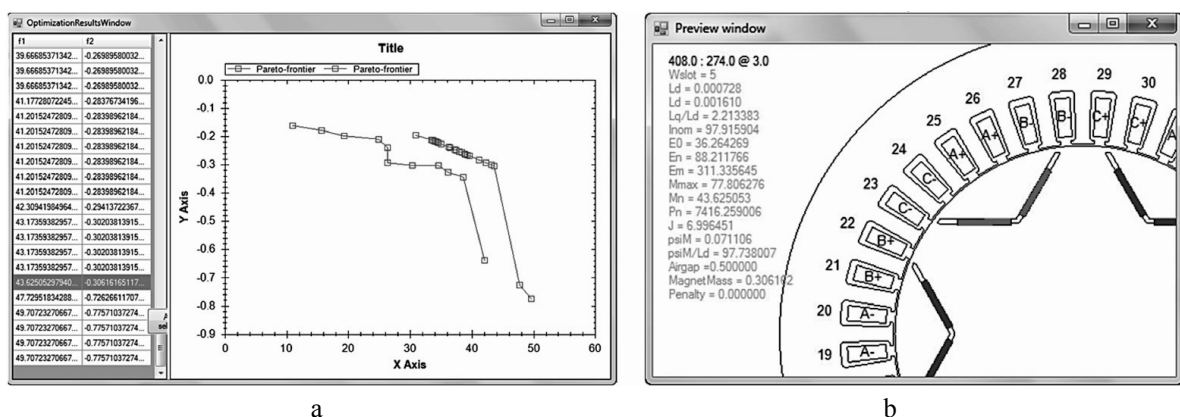 OptimizationResultsWindow
f1 f2
39.66685371342... -0.26989580032...
39.66685371342... -0.26989580032...
39.66685371342... -0.26989580032...
41.17728072245... -0.28376734196...
41.20152472809... -0.28398962184...
41.20152472809... -0.28398962184...
41.20152472809... -0.28398962184...
41.20152472809... -0.28398962184...
41.20152472809... -0.28398962184...
42.30941984964... -0.29413722367...
43.17359382957... -0.30203813915...
43.17359382957... -0.30203813915...
43.17359382957... -0.30203813915...
43.62505297940... -0.30616165117...
47.72951834288... -0.72626611707...
49.70723270667... -0.77571037274...
49.70723270667... -0.77571037274...
49.70723270667... -0.77571037274...
49.70723270667... -0.77571037274...
Title
Pareto-frontier Pareto-frontier
Y Axis
0.0
-0.1
-0.2
-0.3
-0.4
-0.5
-0.6
-0.7
-0.8
-0.9
0 10 20 30 40 50 60
X Axis
a
Preview window
408.0 : 274.0 @ 3.0
Wslot = 5
Ld = 0.000728
Ld = 0.001610
Lq/Ld = 2.213383
Inom = 97.915904
E0 = 36.264269
En = 88.211766
Em = 311.335645
Mmax = 77.806276
Mn = 43.625053
Pn = 7416.259006
J = 6.996451
psiM = 0.071106
psiM/Ld = 97.738007
Airgap =0.500000
MagnetMass = 0.306162
Penalty = 0.000000
19 A-
20 A-
21 B+
22 B+
23 C-
24 C-
25 A+
26 A+
27 B-
28 B-
29 C+
30 C+
b